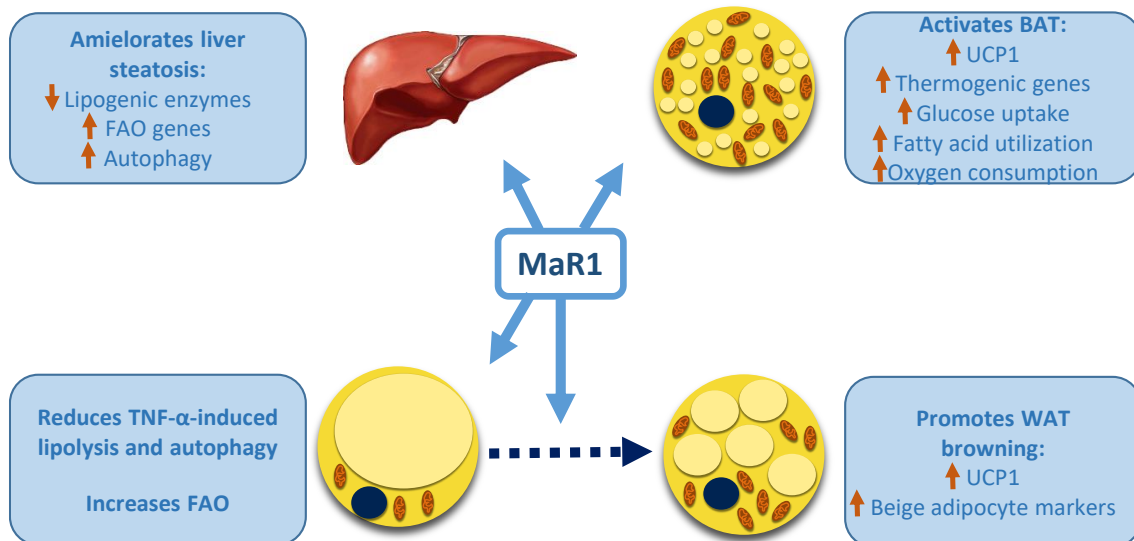 Amielorates liver
steatosis:
Lipogenic enzymes
FAO genes
Autophagy
Activates BAT:
UCP1
Thermogenic genes
Glucose uptake
Fatty acid utilization
Oxygen consumption
MaR1
Reduces TNF-α-induced
lipolysis and autophagy
Increases FAO
Promotes WAT
browning:
UCP1
Beige adipocyte markers